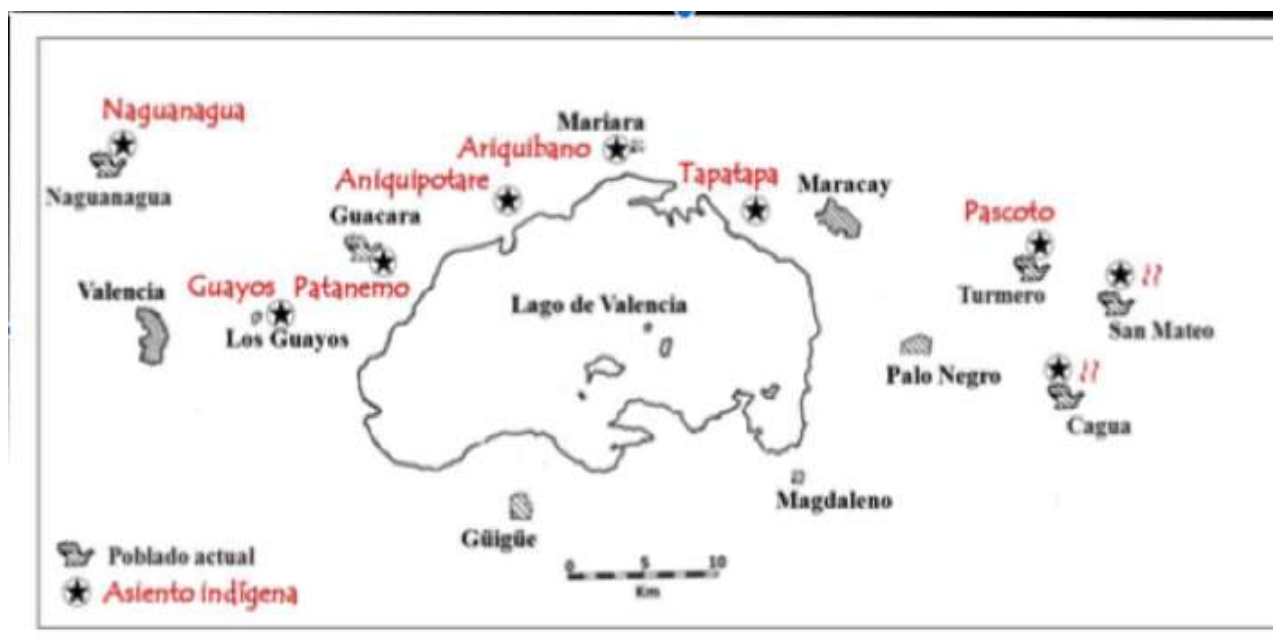 Naguanagua
Naguanagua
Mariara
Ariquibano
Aniquipotare
Guacara
Tapatapa
Maracay
Pascoto
Turmero
San Mateo
Valencia
Guayos
Patanemo
Los Guayos
Lago de Valencia
Palo Negro
Cagua
Magdaleno
Güigüe
Poblado actual
Asiento indígena
0 5 10
Km